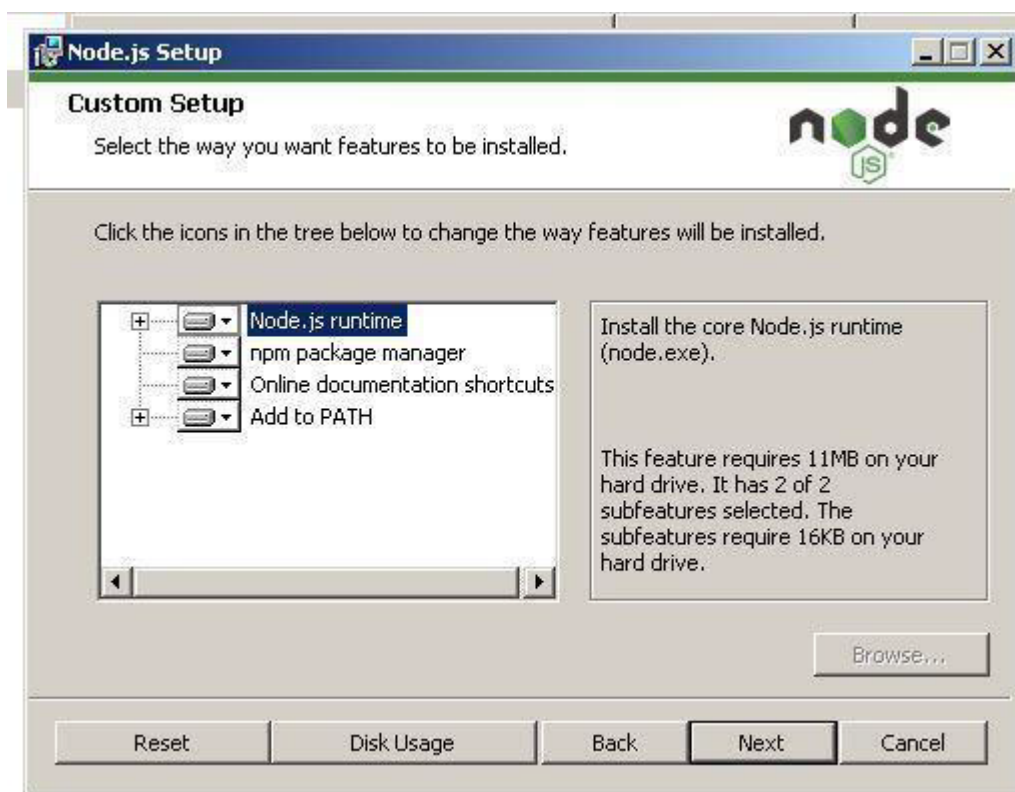 Node.js Setup
Custom Setup
Select the way you want features to be installed.
node
JS
Click the icons in the tree below to change the way features will be installed.
Node.js runtime
npm package manager
Online documentation shortcuts
Add to PATH
Install the core Node.js runtime
(node.exe).
This feature requires 11MB on your
hard drive. It has 2 of 2
subfeatures selected. The
subfeatures require 16KB on your
hard drive.
Browse...
Reset
Disk Usage
Back
Next
Cancel